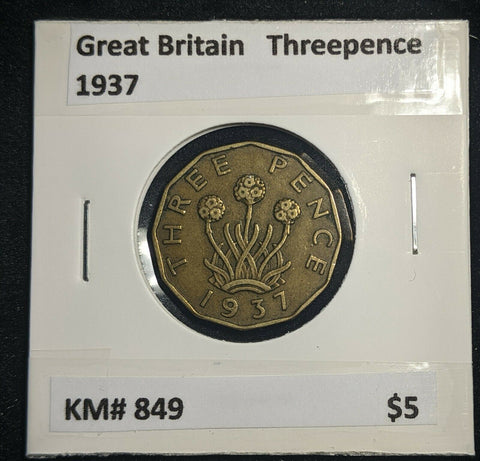 Great Britain Threepence
1937
THREE PENCE
1937
KM# 849 $5